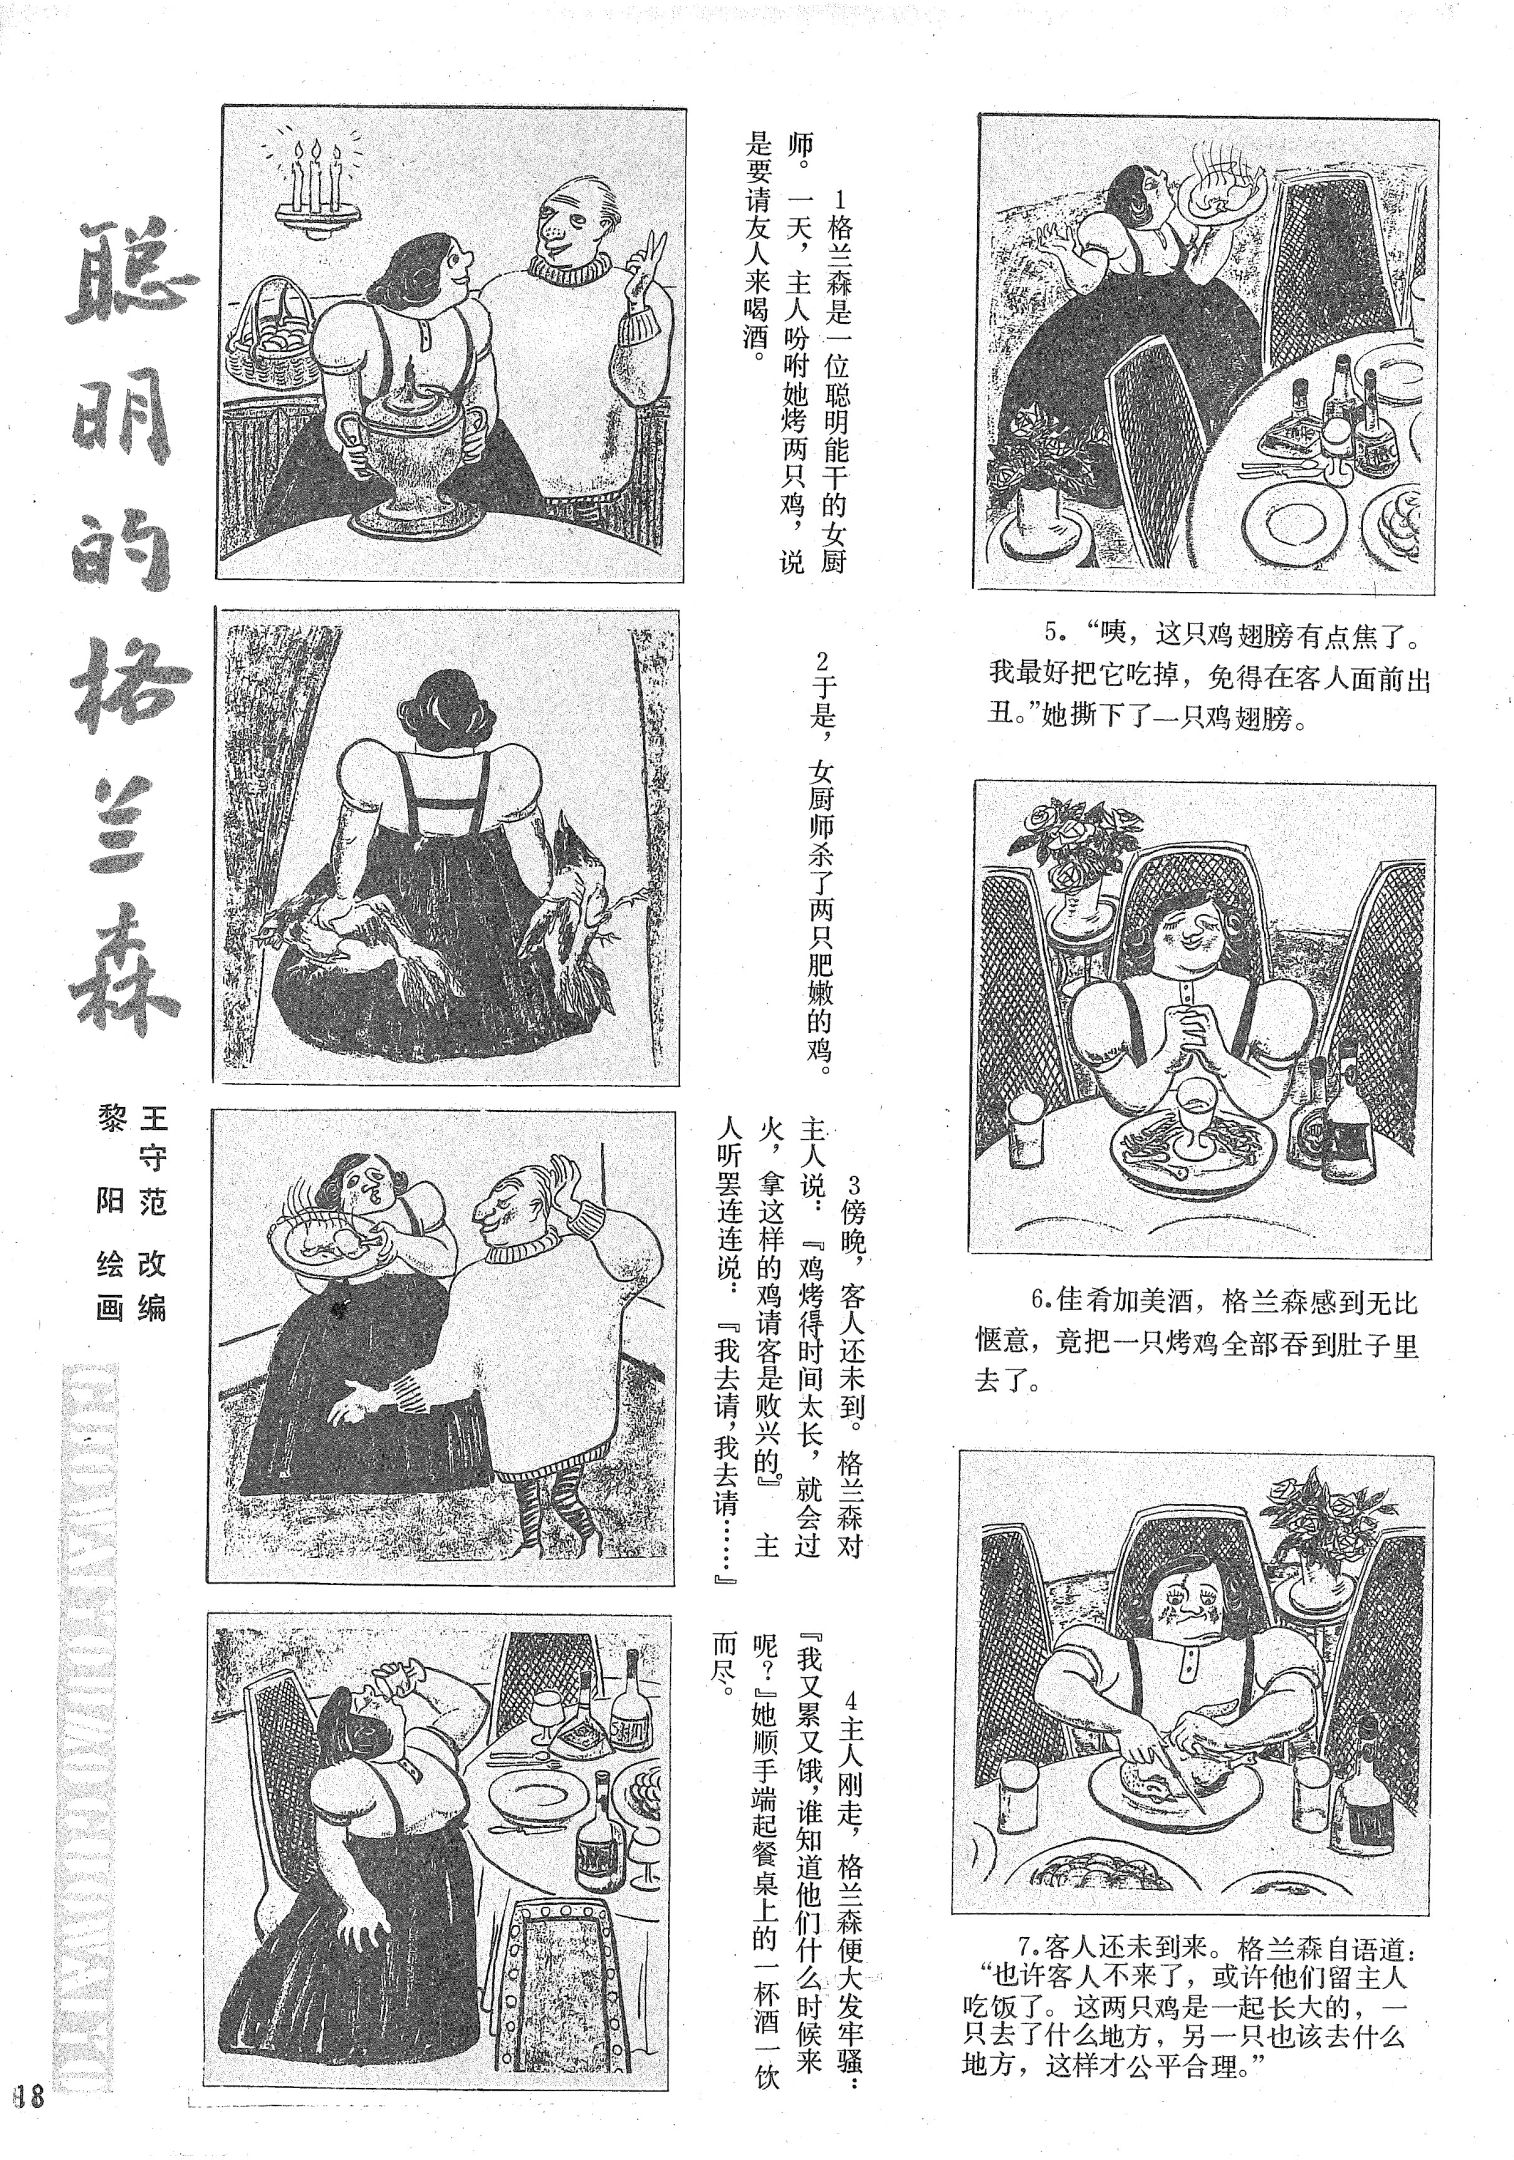 聪明的格兰森
王守范 改编
黎阳 绘画
1格兰森是一位聪明能干的女厨
师。一天，主人吩咐她烤两只鸡，说
是要请友人来喝酒。
2于是，女厨师杀了两只肥嫩的鸡。
3傍晚，客人还未到。格兰森对
主人说：『鸡烤得时间太长，就会过
火，拿这样的鸡请客是败兴的。』主
人听罢连连说：『我去请，我去请……』
4主人刚走，格兰森便大发牢骚：
『我又累又饿，谁知道他们什么时候来
呢？』她顺手端起餐桌上的一杯酒一饮
而尽。
5．“咦，这只鸡翅膀有点焦了。
我最好把它吃掉，免得在客人面前出
丑。”她撕下了一只鸡翅膀。
6．佳肴加美酒，格兰森感到无比
惬意，竟把一只烤鸡全部吞到肚子里
去了。
7．客人还未到来。格兰森自语道：
“也许客人不来了，或许他们留主人
吃饭了。这两只鸡是一起长大的，一
只去了什么地方，另一只也该去什么
地方，这样才公平合理。”
18